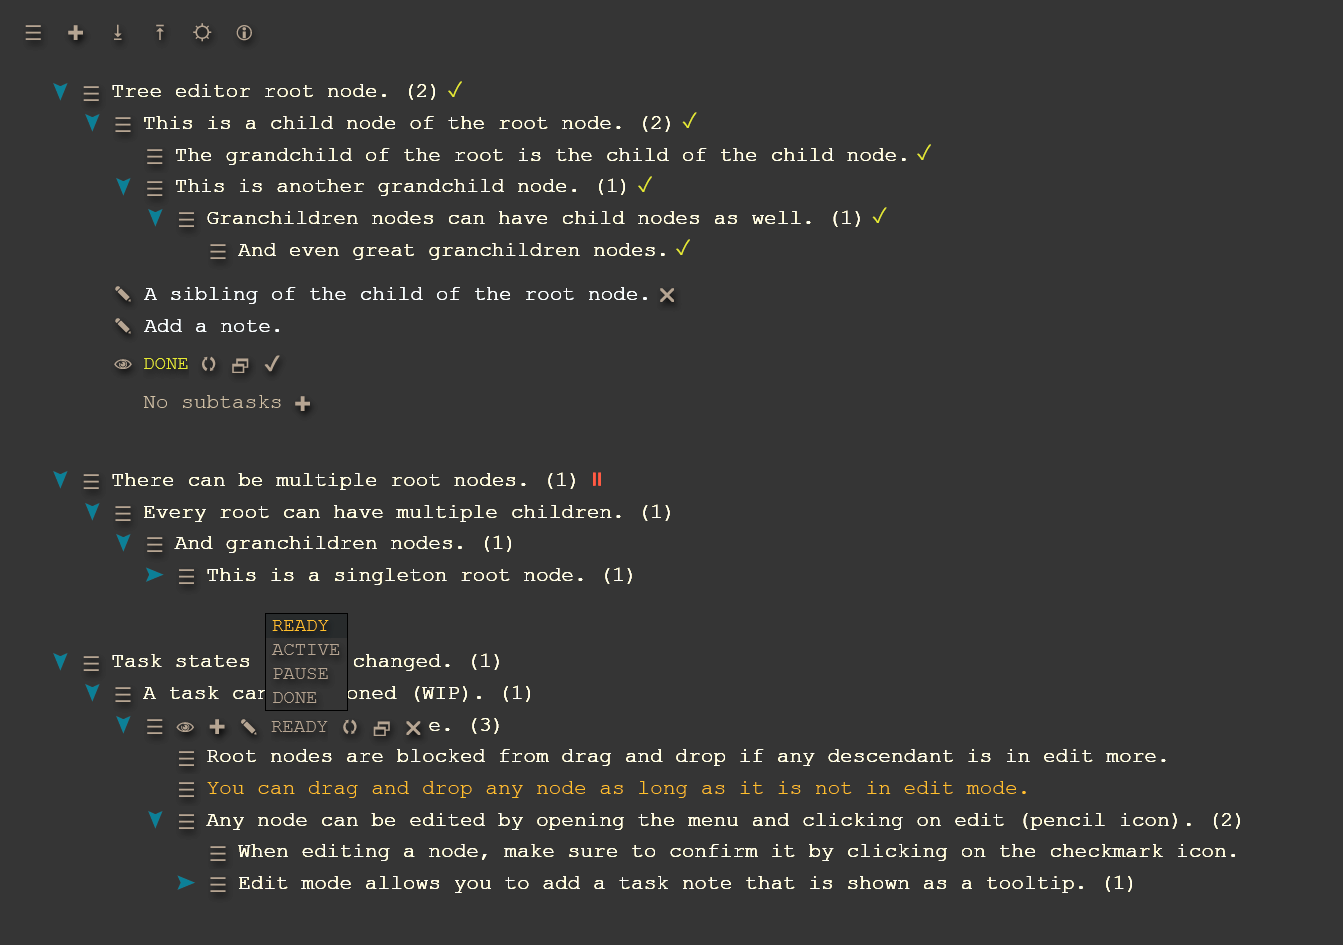 Tree editor root node. (2)
This is a child node of the root node. (2)
The grandchild of the root is the child of the child node.
This is another grandchild node. (1)
Granchildren nodes can have child nodes as well. (1)
And even great granchildren nodes.
A sibling of the child of the root node.
Add a note.
DONE
No subtasks
There can be multiple root nodes. (1)
Every root can have multiple children. (1)
And granchildren nodes. (1)
This is a singleton root node. (1)
READY
ACTIVE
PAUSE
DONE
Task states changed. (1)
A task can oned (WIP). (1)
READY e. (3)
Root nodes are blocked from drag and drop if any descendant is in edit more.
You can drag and drop any node as long as it is not in edit mode.
Any node can be edited by opening the menu and clicking on edit (pencil icon). (2)
When editing a node, make sure to confirm it by clicking on the checkmark icon.
Edit mode allows you to add a task note that is shown as a tooltip. (1)